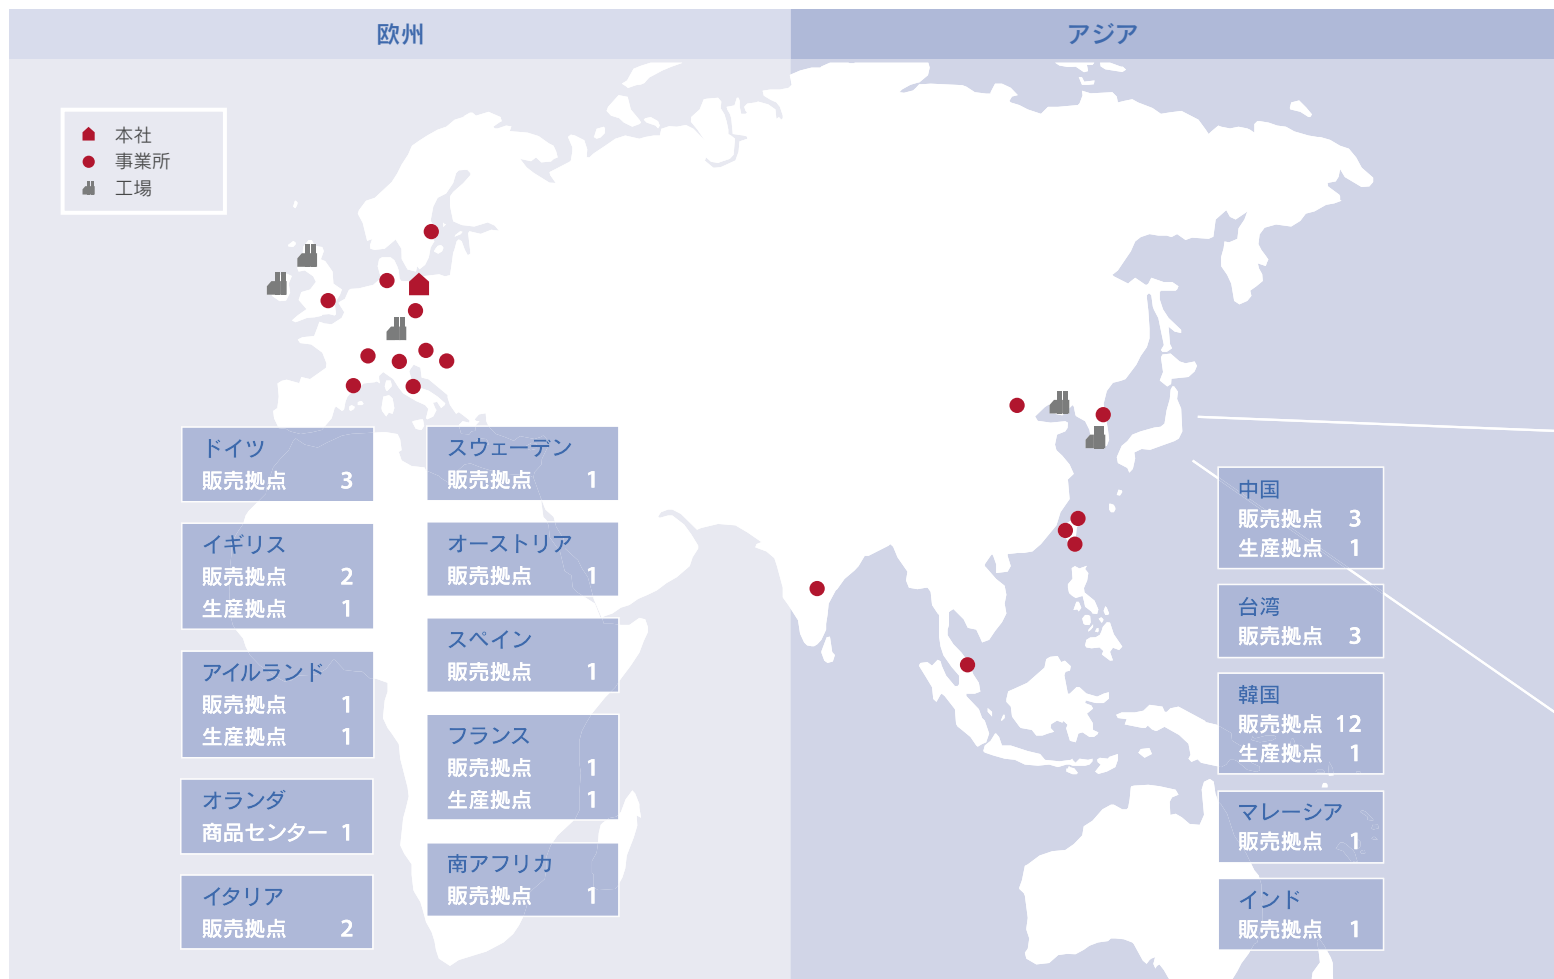 欧州
アジア
本社
事業所
工場
ドイツ
販売拠点 3
イギリス
販売拠点 2
生産拠点 1
アイルランド
販売拠点 1
生産拠点 1
オランダ
商品センター 1
イタリア
販売拠点 2
スウェーデン
販売拠点 1
オーストリア
販売拠点 1
スペイン
販売拠点 1
フランス
販売拠点 1
生産拠点 1
南アフリカ
販売拠点 1
中国
販売拠点 3
生産拠点 1
台湾
販売拠点 3
韓国
販売拠点 12
生産拠点 1
マレーシア
販売拠点 1
インド
販売拠点 1